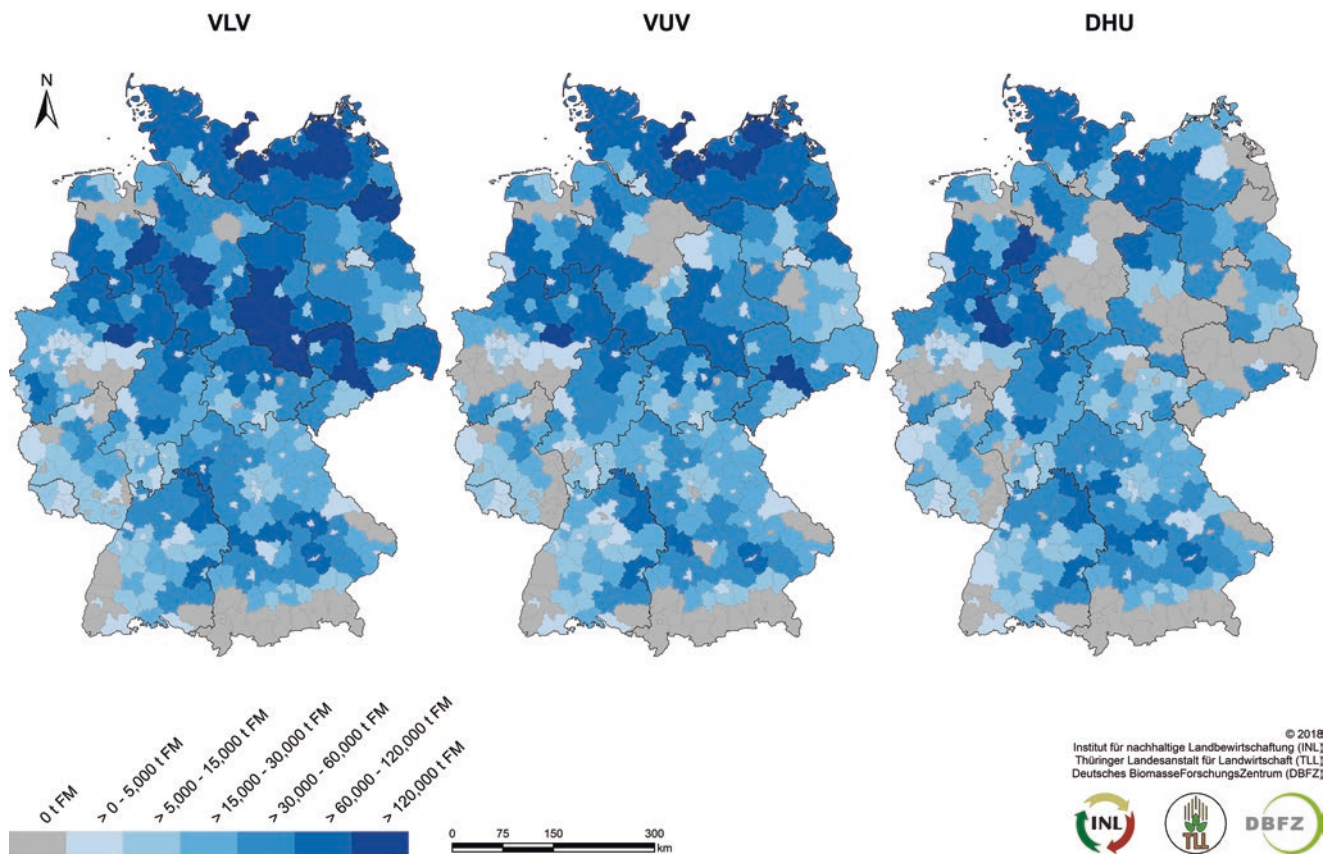 VLV
VUV
DHU
N
0 t FM
> 0 - 5,000 t FM
> 5,000 - 15,000 t FM
> 15,000 - 30,000 t FM
> 30,000 - 60,000 t FM
> 60,000 - 120,000 t FM
> 120,000 t FM
0 75 150 300
km
© 2018
Institut für nachhaltige Landbewirtschaftung (INL)
Thüringer Landesanstalt für Landwirtschaft (TLL)
Deutsches BiomasseForschungsZentrum (DBFZ)
INL
TLL
DBFZ